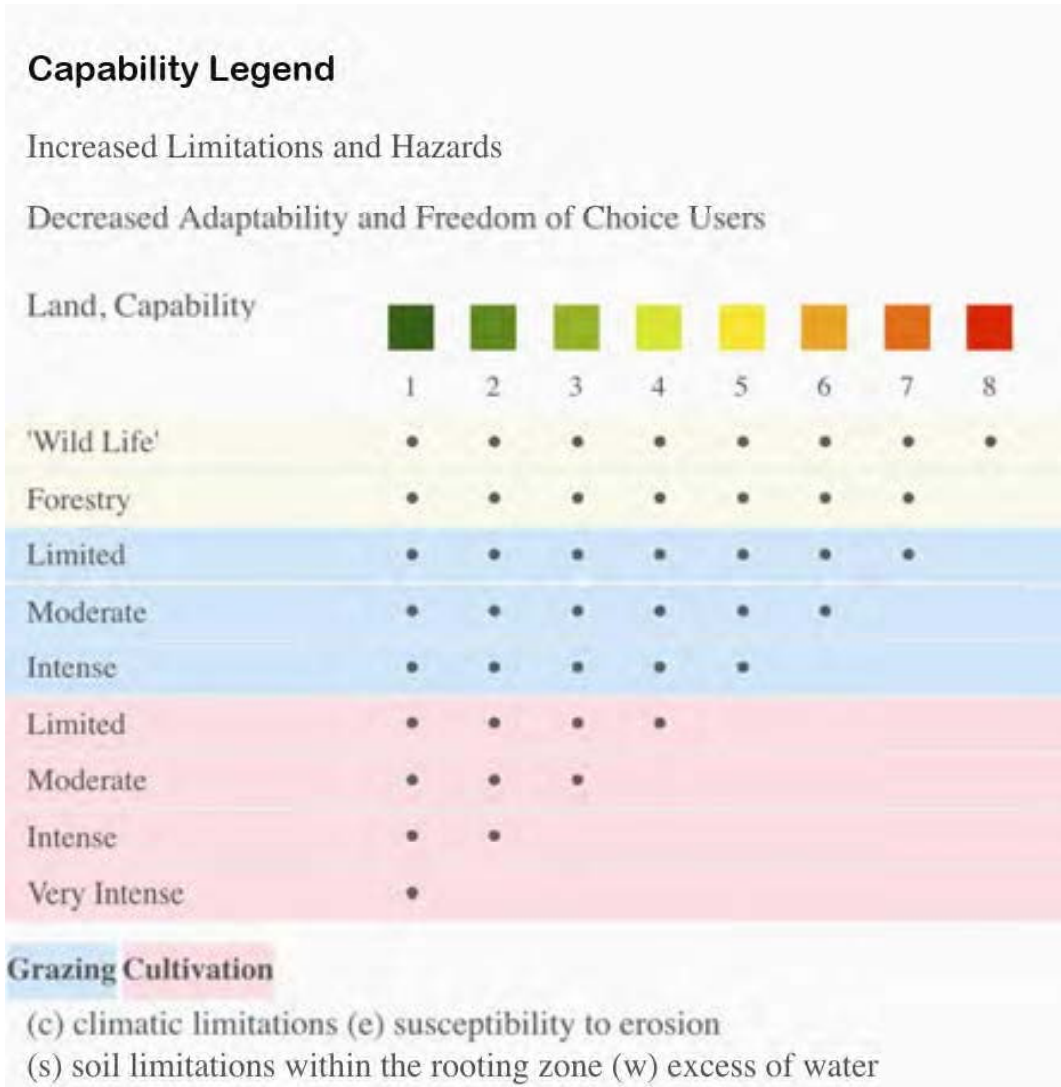 Capability Legend
Increased Limitations and Hazards
Decreased Adaptability and Freedom of Choice Users
Land, Capability
1 2 3 4 5 6 7 8
'Wild Life' • • • • • • • •
Forestry • • • • • • •
Limited • • • • • • •
Moderate • • • • • •
Intense • • • • •
Limited • • • •
Moderate • • •
Intense • •
Very Intense •
Grazing Cultivation
(c) climatic limitations (e) susceptibility to erosion
(s) soil limitations within the rooting zone (w) excess of water